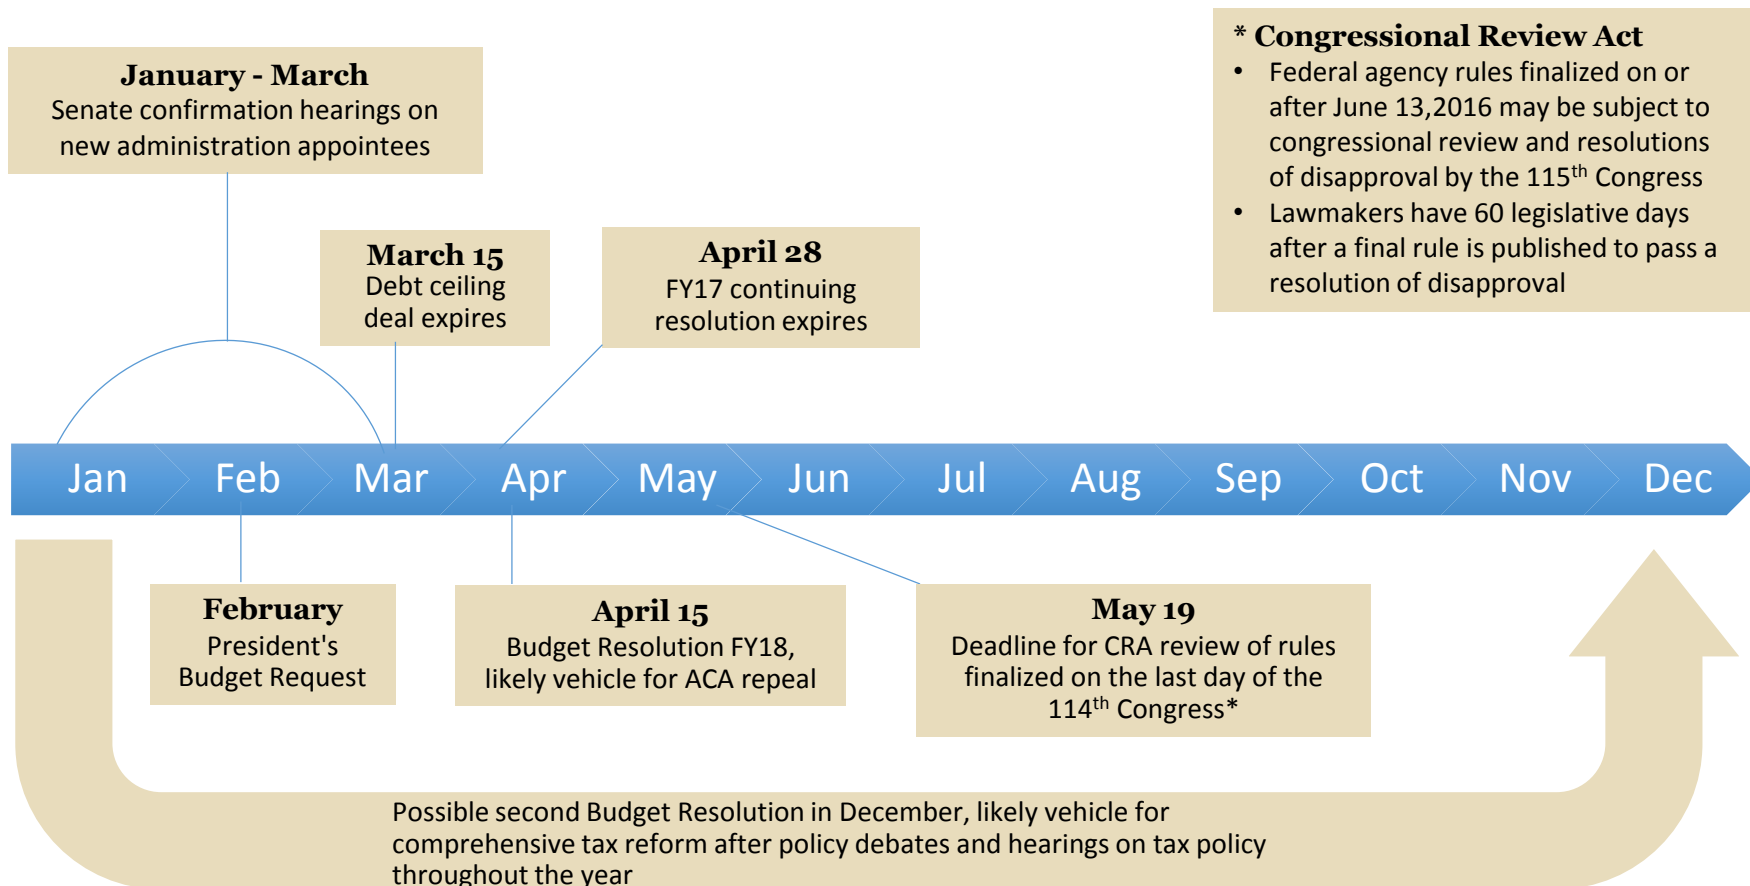 January - March
Senate confirmation hearings on
new administration appointees
* Congressional Review Act
• Federal agency rules finalized on or
after June 13,2016 may be subject to
congressional review and resolutions
of disapproval by the 115th Congress
• Lawmakers have 60 legislative days
after a final rule is published to pass a
resolution of disapproval
March 15
Debt ceiling
deal expires
April 28
FY17 continuing
resolution expires
Jan Feb Mar Apr May Jun Jul Aug Sep Oct Nov Dec
February
President's
Budget Request
April 15
Budget Resolution FY18,
likely vehicle for ACA repeal
May 19
Deadline for CRA review of rules
finalized on the last day of the
114th Congress*
Possible second Budget Resolution in December, likely vehicle for
comprehensive tax reform after policy debates and hearings on tax policy
throughout the year